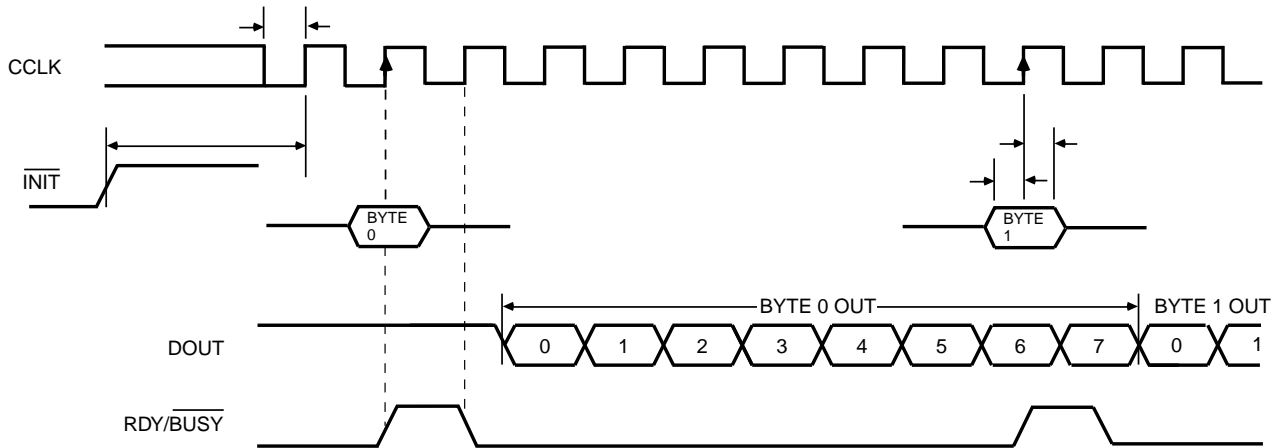 CCLK
INIT
BYTE
0
BYTE
1
BYTE 0 OUT
BYTE 1 OUT
DOUT
0 1 2 3 4 5 6 7 0 1
RDY/BUSY